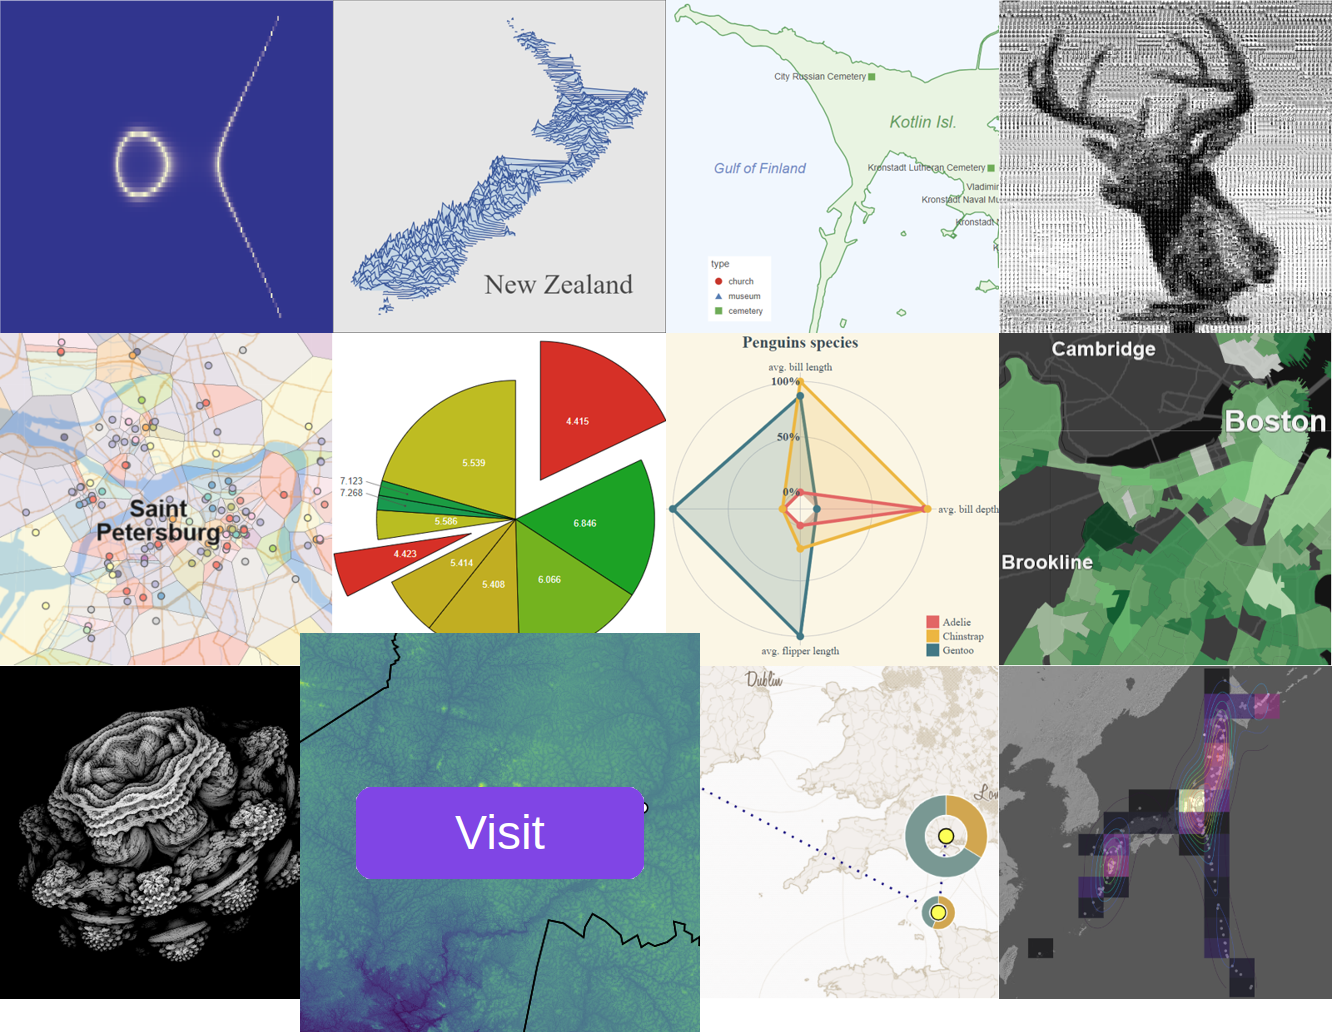 New Zealand
City Russian Cemetery
Kotlin Isl.
Gulf of Finland
Kronstadt Lutheran Cemetery
Vladimir
Kronstadt Naval Mu
Kronstadt
type
church
museum
cemetery
Saint
Petersburg
4.415
5.539
7.123
7.268
5.586
6.846
4.423
5.414
5.408
6.066
Penguins species
avg. bill length
100%
50%
0%
avg. bill depth
avg. flipper length
Adelie
Chinstrap
Gentoo
Cambridge
Boston
Brookline
Visit
Dublin